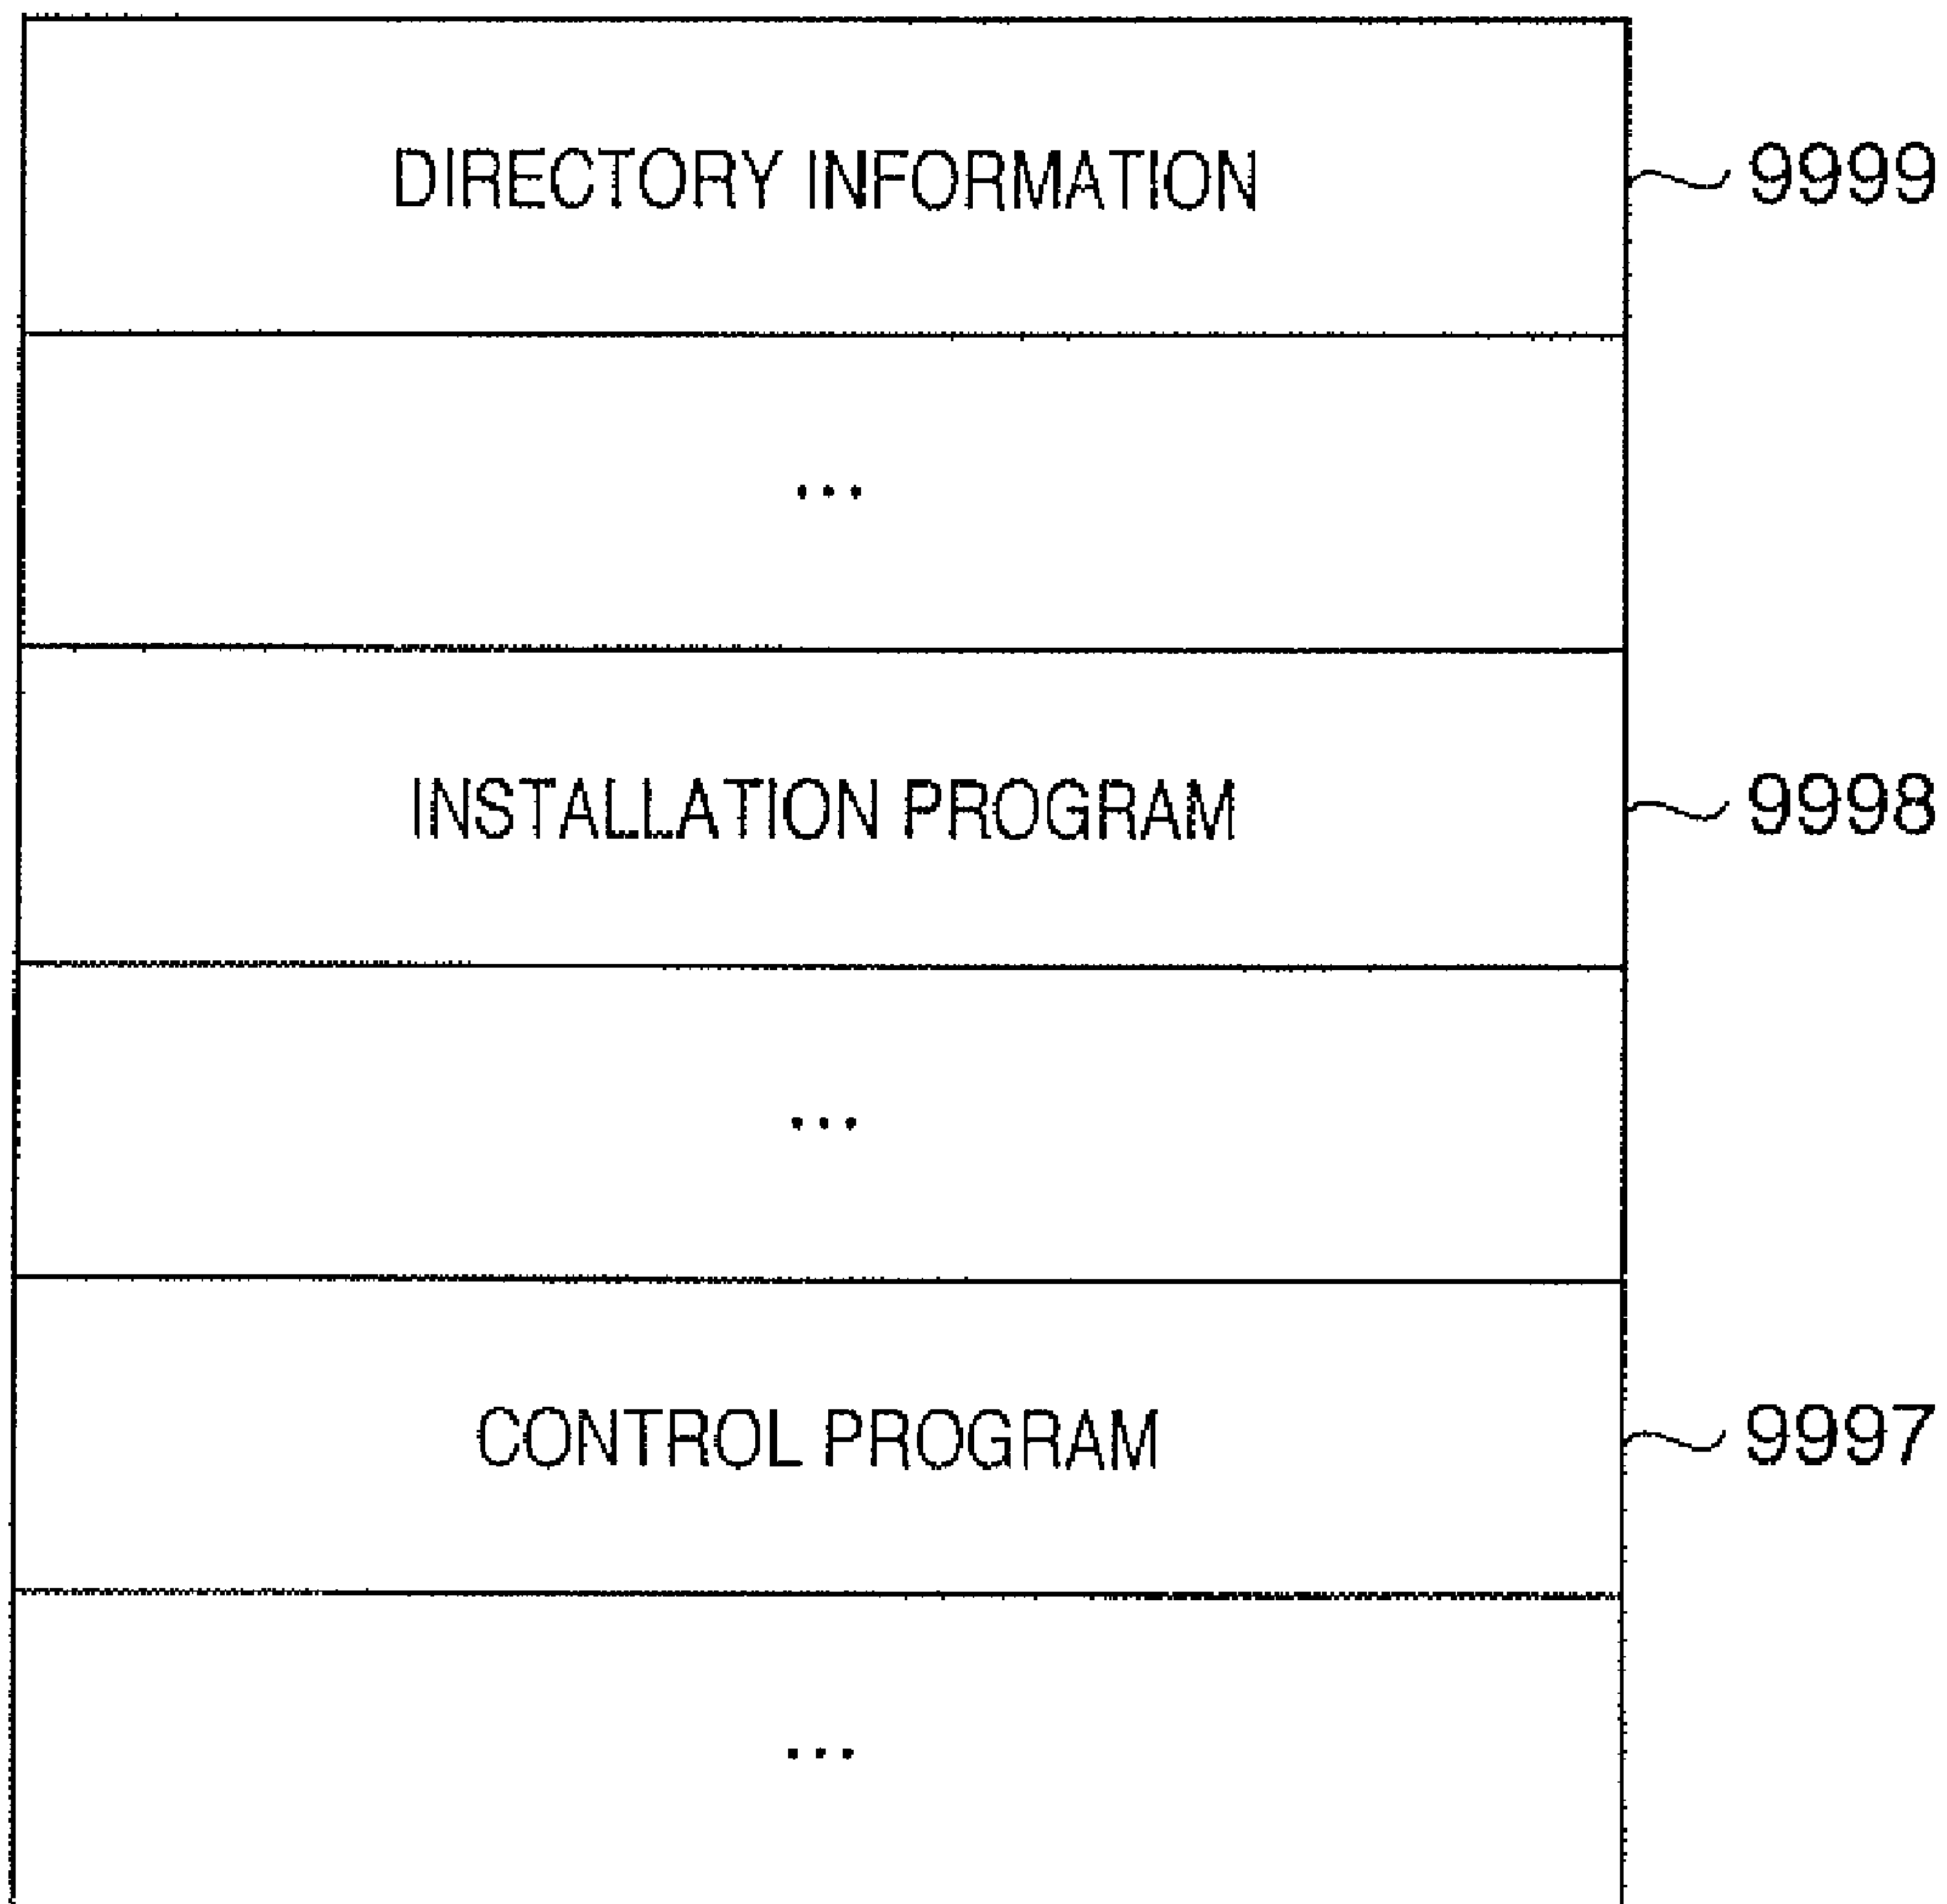 DIRECTORY INFORMATION 9999
...
INSTALLATION PROGRAM 9998
...
CONTROL PROGRAM 9997
...